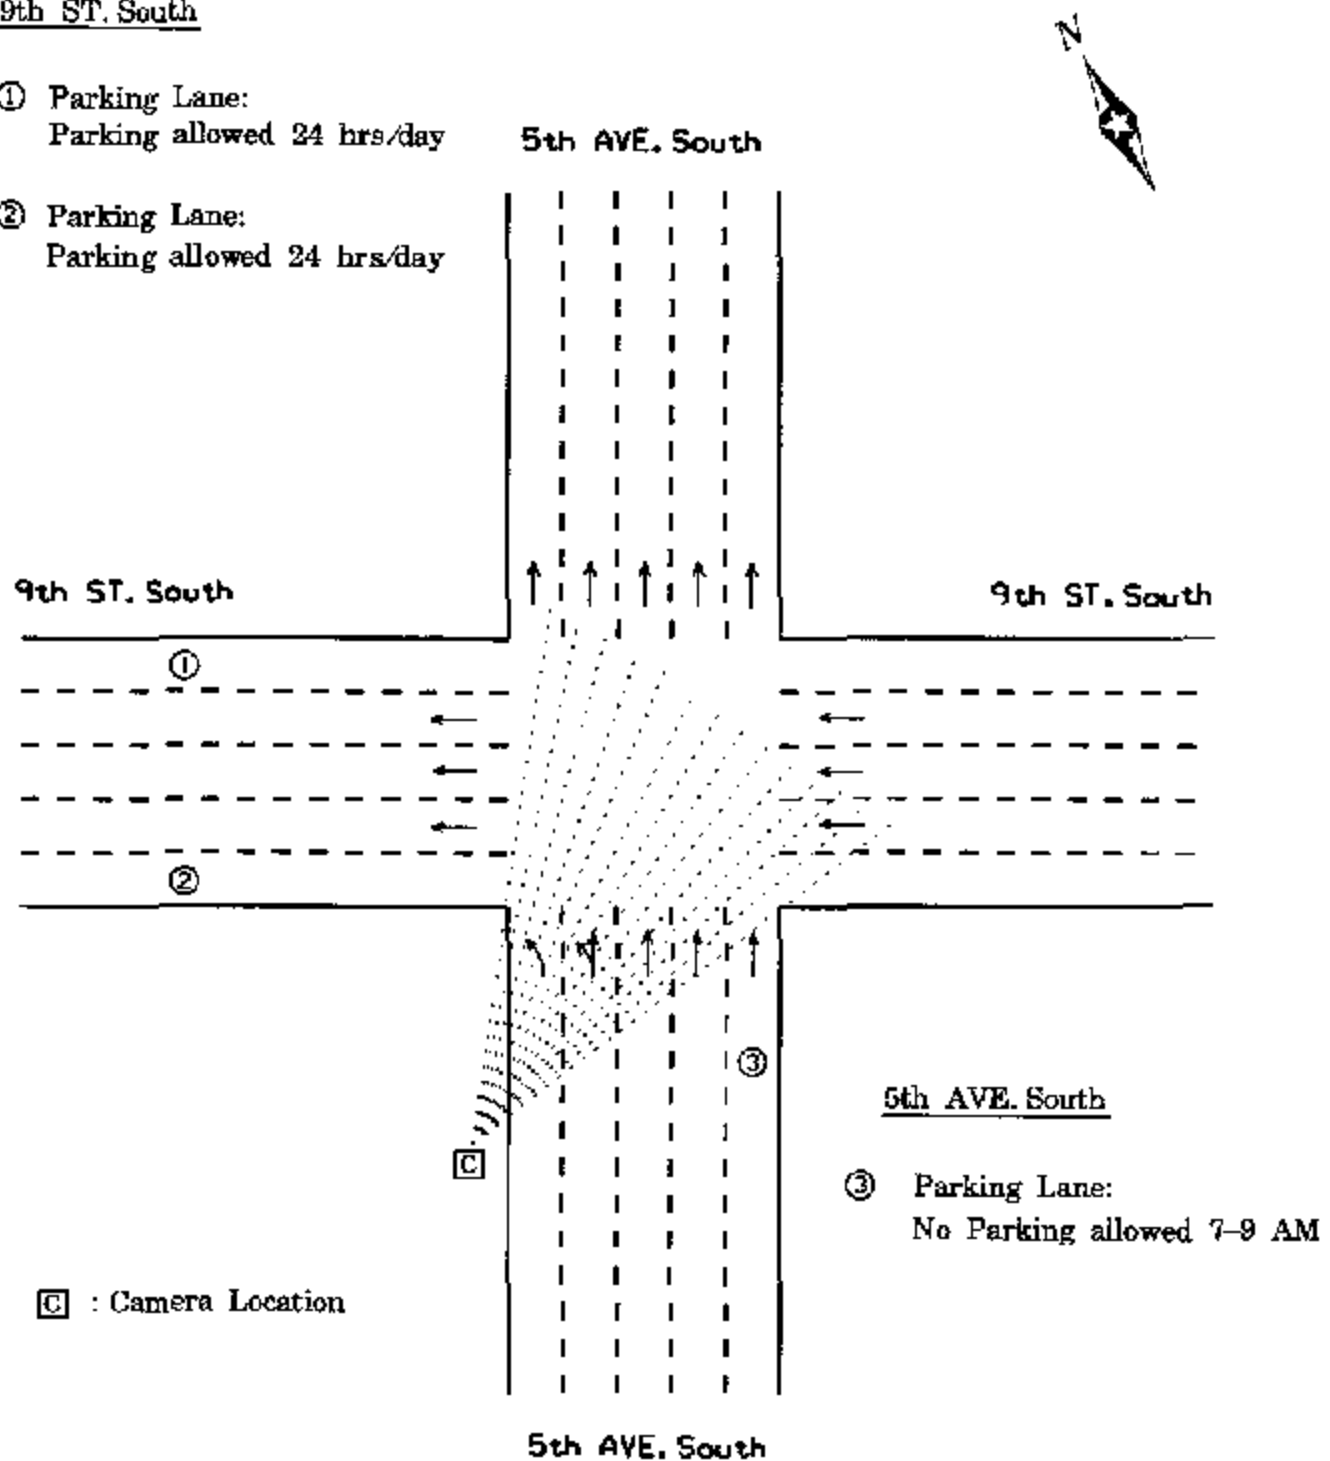 9th ST. South
① Parking Lane:
Parking allowed 24 hrs/day
② Parking Lane:
Parking allowed 24 hrs/day
N
5th AVE. South
9th ST. South
9th ST. South
①
②
③
C
5th AVE. South
③ Parking Lane:
No Parking allowed 7-9 AM
C : Camera Location
5th AVE. South